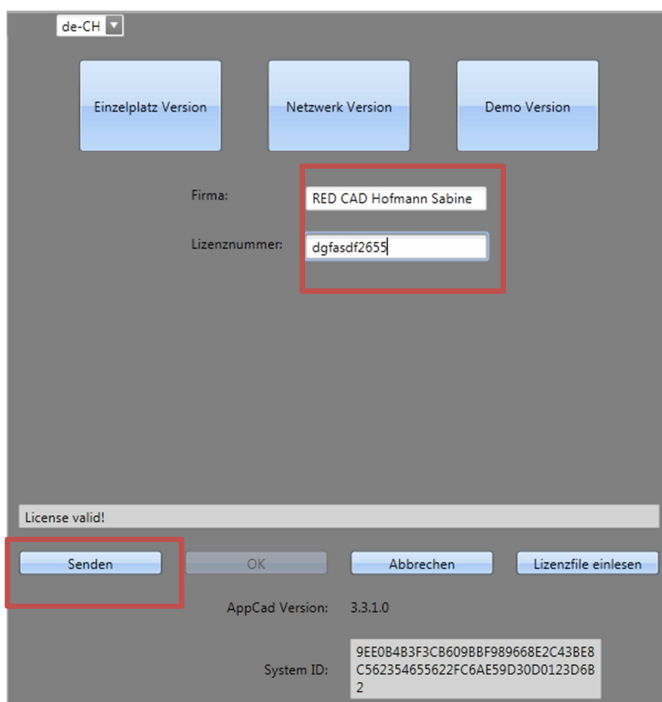 de-CH
Einzelplatz Version
Netzwerk Version
Demo Version
Firma:
RED CAD Hofmann Sabine
Lizenznummer:
dgfasdf2655
License valid!
Senden
OK
Abbrechen
Lizenzfile einlesen
AppCad Version:
3.3.1.0
System ID:
9EE0B4B3F3CB609BBF989668E2C43BE8
C562354655622FC6AE59D30D0123D6B
2